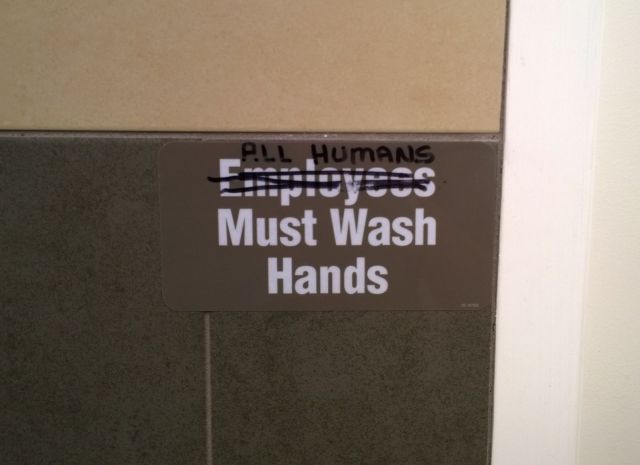 ALL HUMANS
Employees
Must Wash
Hands